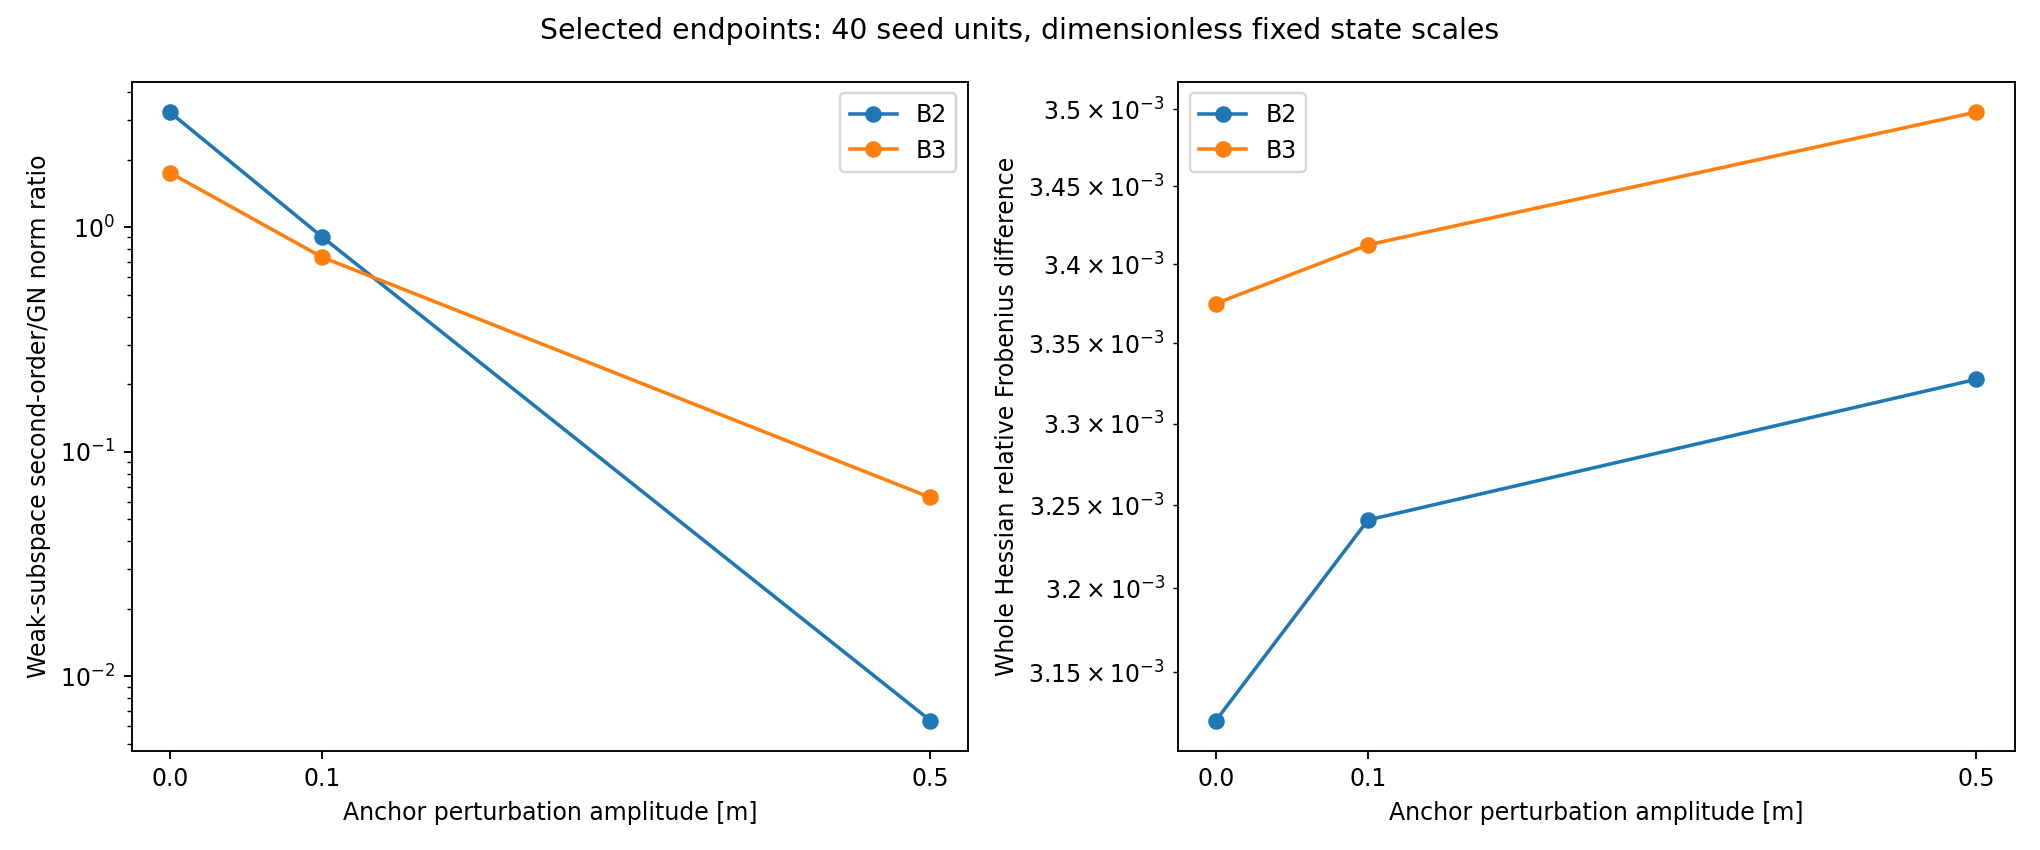 Selected endpoints: 40 seed units, dimensionless fixed state scales
Weak-subspace second-order/GN norm ratio
10⁰
10⁻¹
10⁻²
B2
B3
0.0
0.1
0.5
Anchor perturbation amplitude [m]
Whole Hessian relative Frobenius difference
3.5 × 10⁻³
3.45 × 10⁻³
3.4 × 10⁻³
3.35 × 10⁻³
3.3 × 10⁻³
3.25 × 10⁻³
3.2 × 10⁻³
3.15 × 10⁻³
B2
B3
0.0
0.1
0.5
Anchor perturbation amplitude [m]